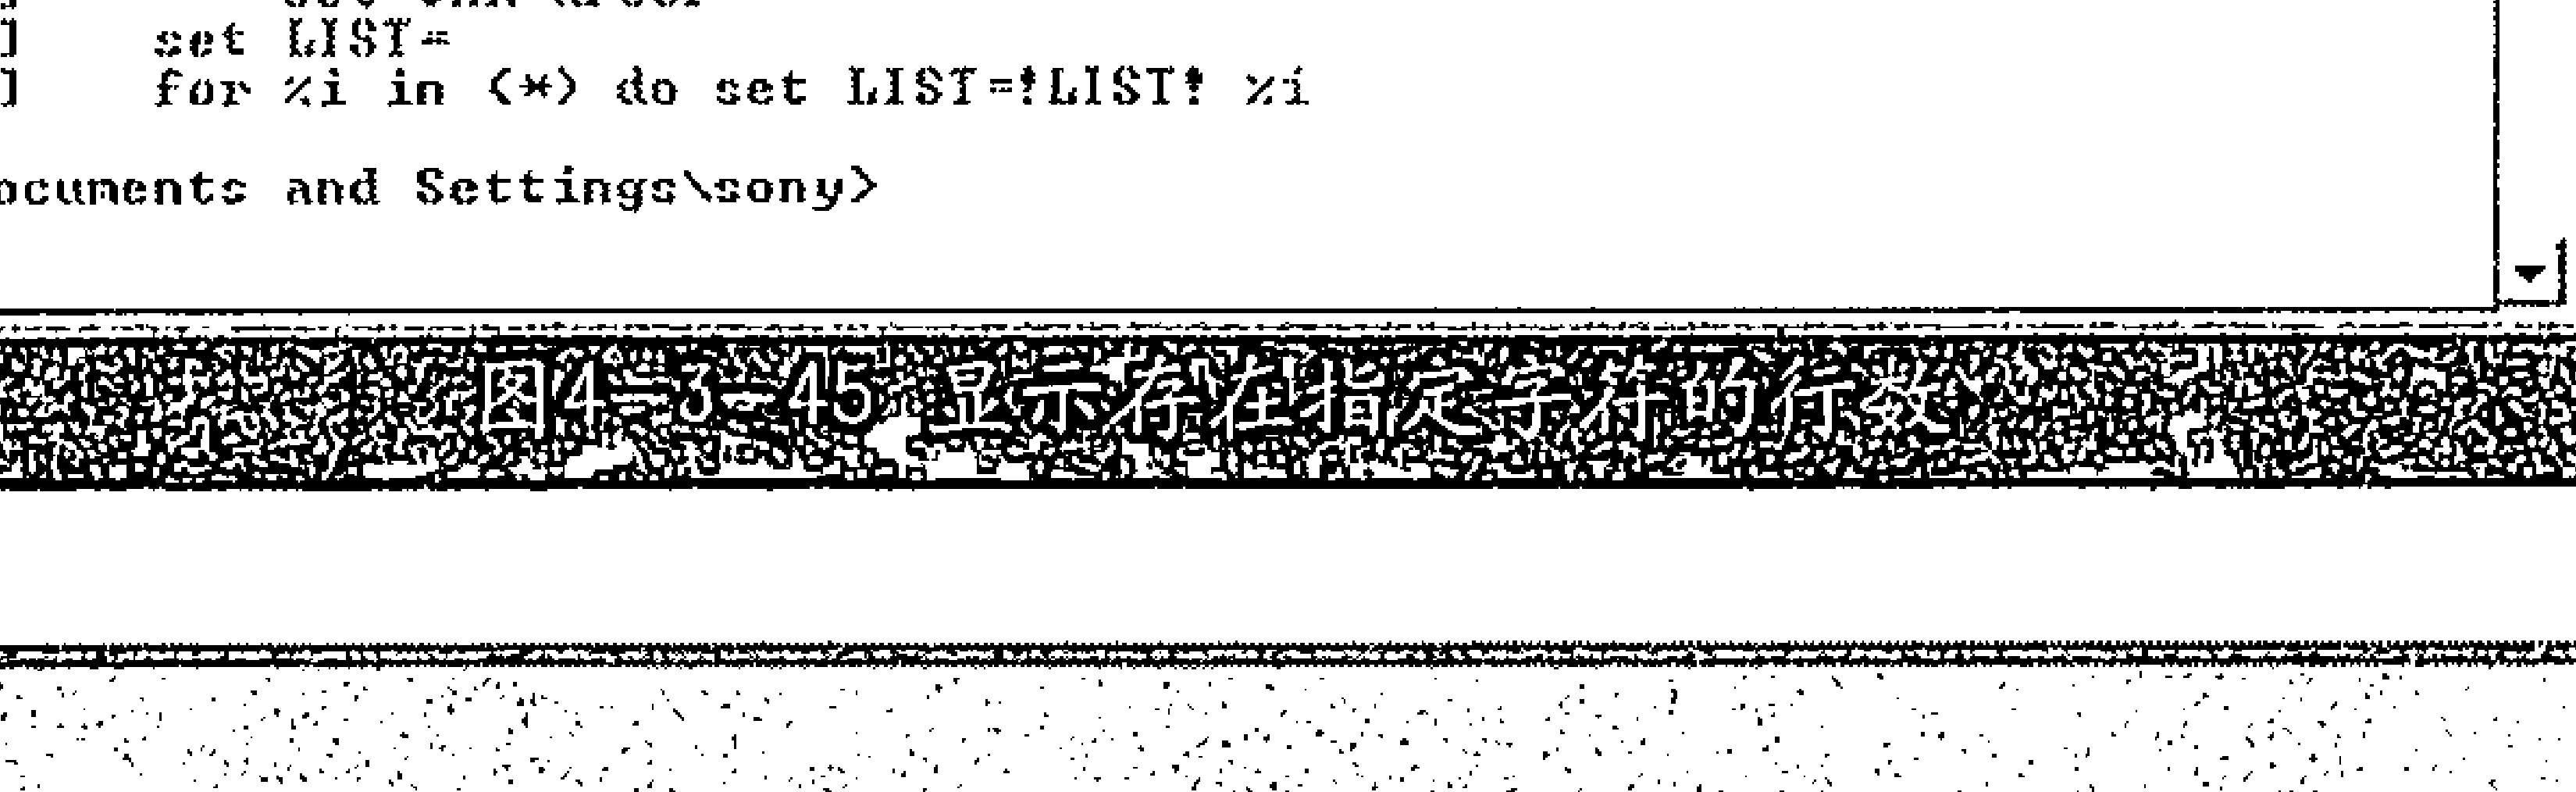 ] set LIST=
] for %i in (*) do set LIST=!LIST! %i
ocuments and Settings\sony>
图4-3-45 显示存在指定字符的行数